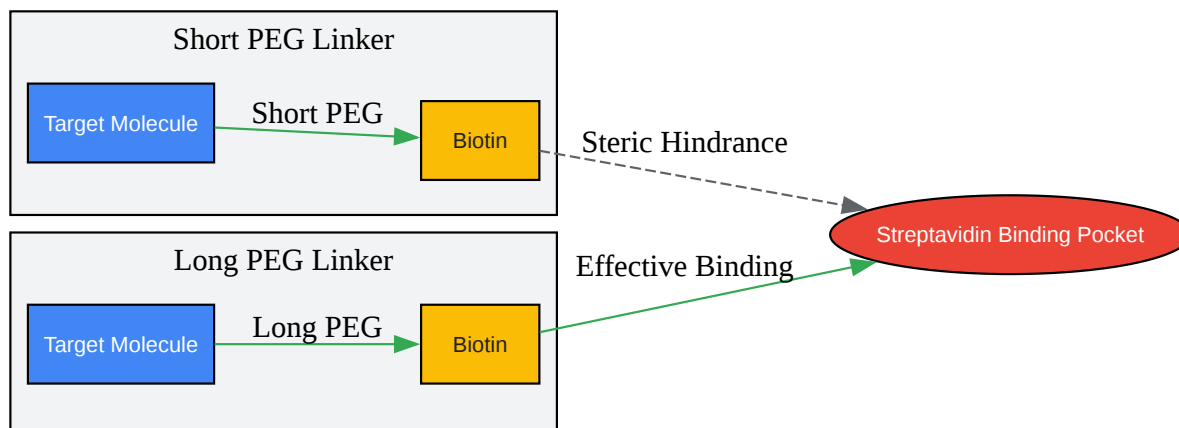 Short PEG Linker
Target Molecule
Short PEG
Biotin
Steric Hindrance
Streptavidin Binding Pocket
Long PEG Linker
Effective Binding
Target Molecule
Long PEG
Biotin